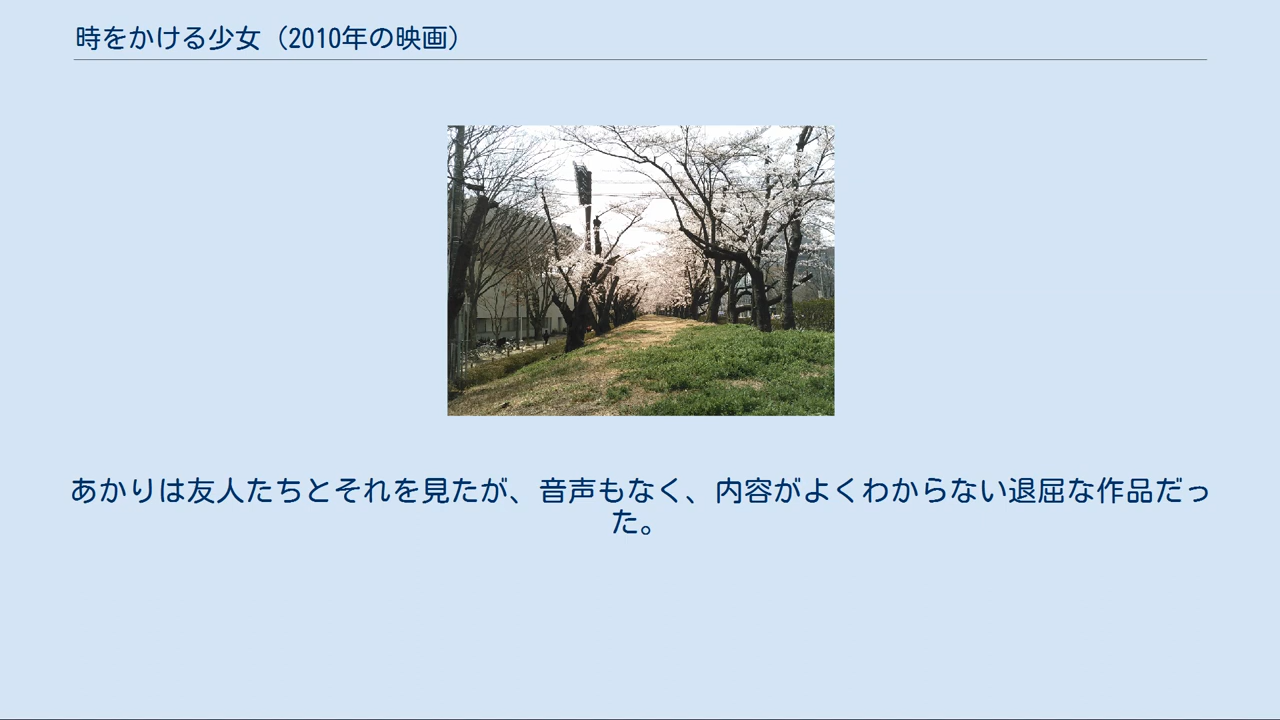 時をかける少女（2010年の映画）
あかりは友人たちとそれを見たが、音声もなく、内容がよくわからない退屈な作品だっ
た。